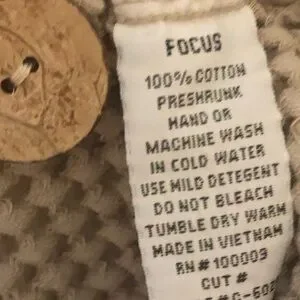 FOCUS
100% COTTON
PRESHRUNK
HAND OR
MACHINE WASH
IN COLD WATER
USE MILD DETEGENT
DO NOT BLEACH
TUMBLE DRY WARM
MADE IN VIETNAM
RN# 100009
CUT #